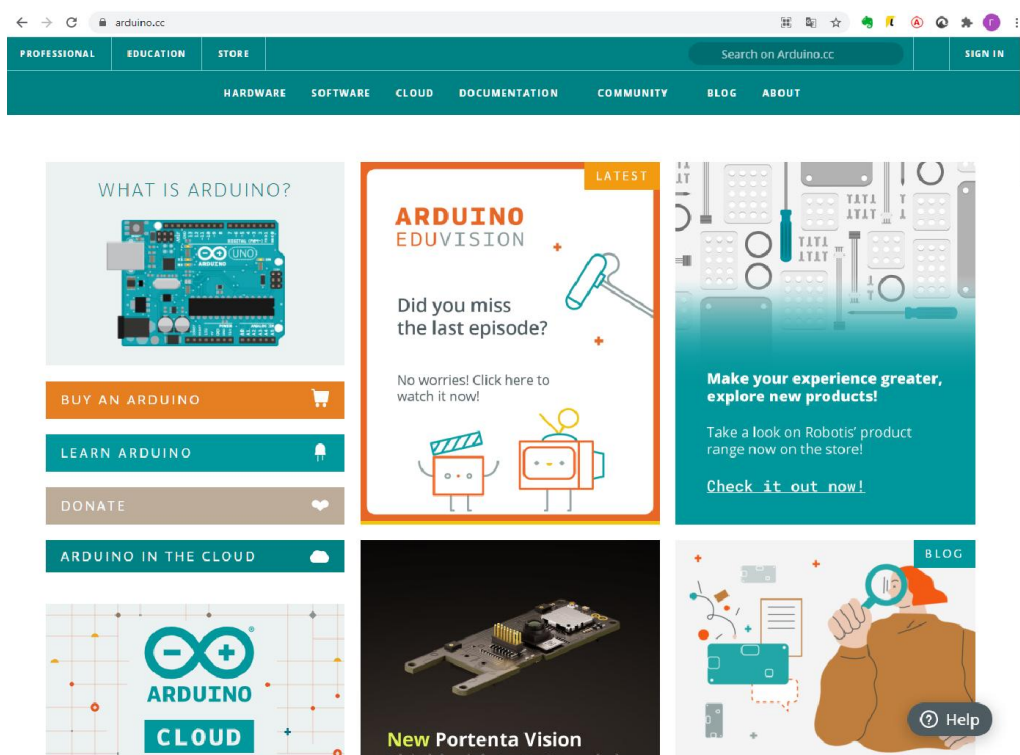 arduino.cc
PROFESSIONAL EDUCATION STORE Search on Arduino.cc SIGN IN
HARDWARE SOFTWARE CLOUD DOCUMENTATION COMMUNITY BLOG ABOUT
WHAT IS ARDUINO?
UNO
ARDUINO
BUY AN ARDUINO
LEARN ARDUINO
DONATE
ARDUINO IN THE CLOUD
ARDUINO
CLOUD
LATEST
ARDUINO
EDUVISION
Did you miss
the last episode?
No worries! Click here to
watch it now!
New Portenta Vision
Make your experience greater,
explore new products!
Take a look on Robotis' product
range now on the store!
Check it out now!
BLOG
Help